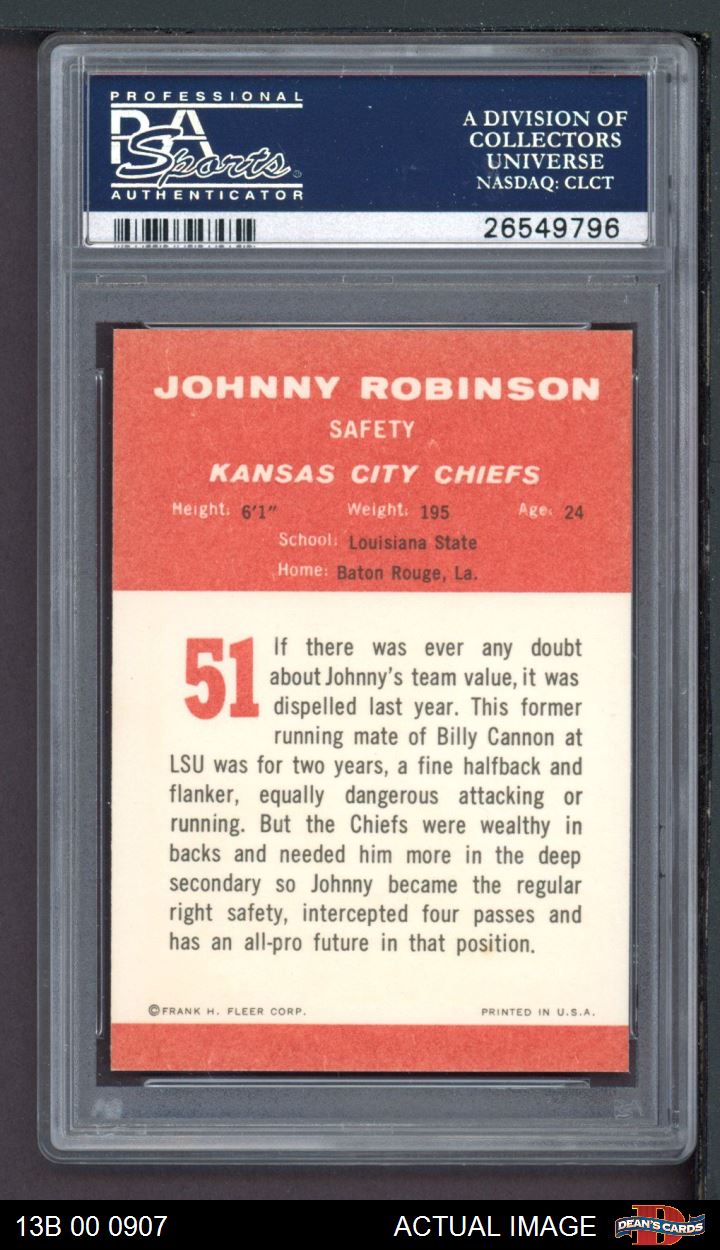 PROFESSIONAL
PSA
Sports
AUTHENTICATOR
A DIVISION OF
COLLECTORS
UNIVERSE
NASDAQ: CLCT
26549796
JOHNNY ROBINSON
SAFETY
KANSAS CITY CHIEFS
Height: 6'1" Weight: 195 Age: 24
School: Louisiana State
Home: Baton Rouge, La.
51
If there was ever any doubt
about Johnny's team value, it was
dispelled last year. This former
running mate of Billy Cannon at
LSU was for two years, a fine halfback and
flanker, equally dangerous attacking or
running. But the Chiefs were wealthy in
backs and needed him more in the deep
secondary so Johnny became the regular
right safety, intercepted four passes and
has an all-pro future in that position.
©FRANK H. FLEER CORP. PRINTED IN U.S.A.
13B 00 0907 ACTUAL IMAGE DEAN'S CARDS